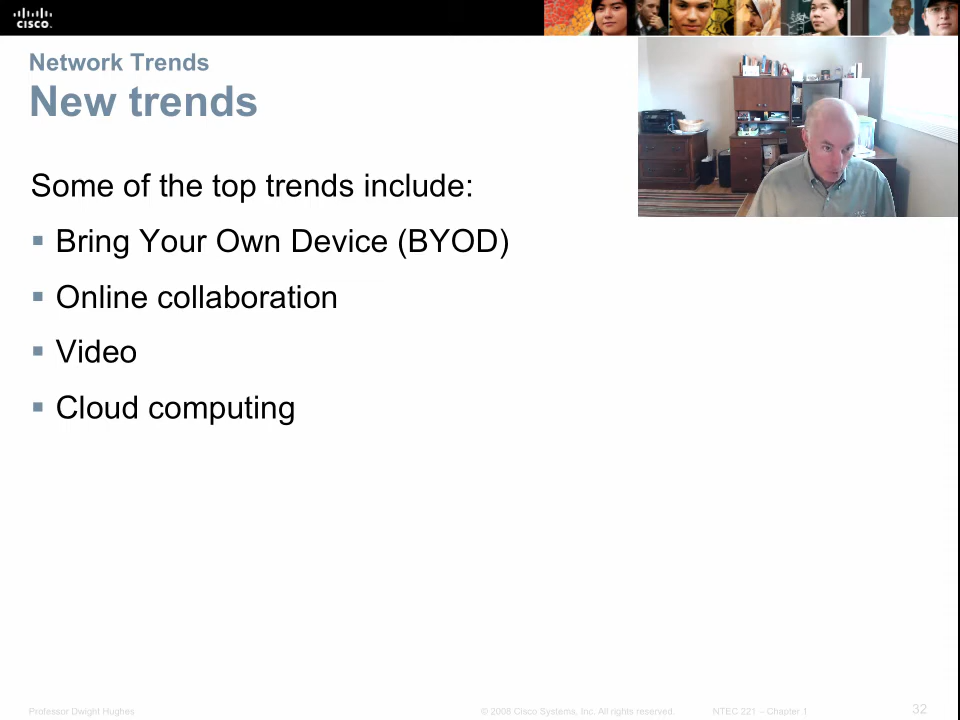 CISCO.
Network Trends
New trends
Some of the top trends include:
▪ Bring Your Own Device (BYOD)
▪ Online collaboration
▪ Video
▪ Cloud computing
Professor Dwight Hughes © 2008 Cisco Systems, Inc. All rights reserved. NTEC 221 - Chapter 1 32